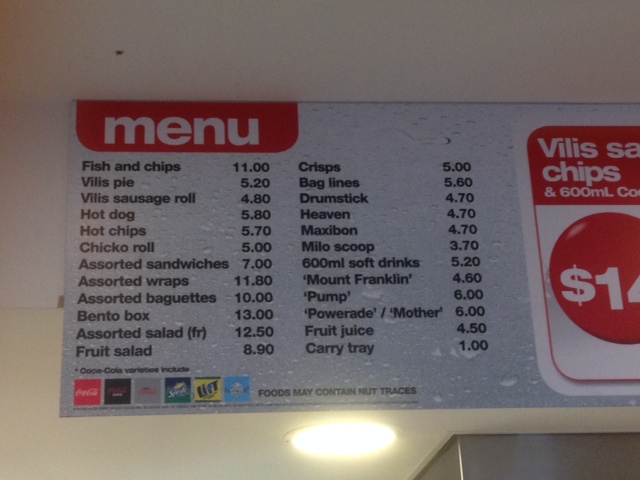 menu
Fish and chips 11.00
Vilis pie 5.20
Vilis sausage roll 4.80
Hot dog 5.80
Hot chips 5.70
Chicko roll 5.00
Assorted sandwiches 7.00
Assorted wraps 11.80
Assorted baguettes 10.00
Bento box 13.00
Assorted salad (fr) 12.50
Fruit salad 8.90
* Coca-Cola varieties include
Coca-Cola
Sprite
Lift
FOODS MAY CONTAIN NUT TRACES
Crisps 5.00
Bag lines 5.60
Drumstick 4.70
Heaven 4.70
Maxibon 4.70
Milo scoop 3.70
600ml soft drinks 5.20
‘Mount Franklin’ 4.60
‘Pump’ 6.00
‘Powerade’ / ‘Mother’ 6.00
Fruit juice 4.50
Carry tray 1.00
Vilis sa
chips
& 600mL Co
$14